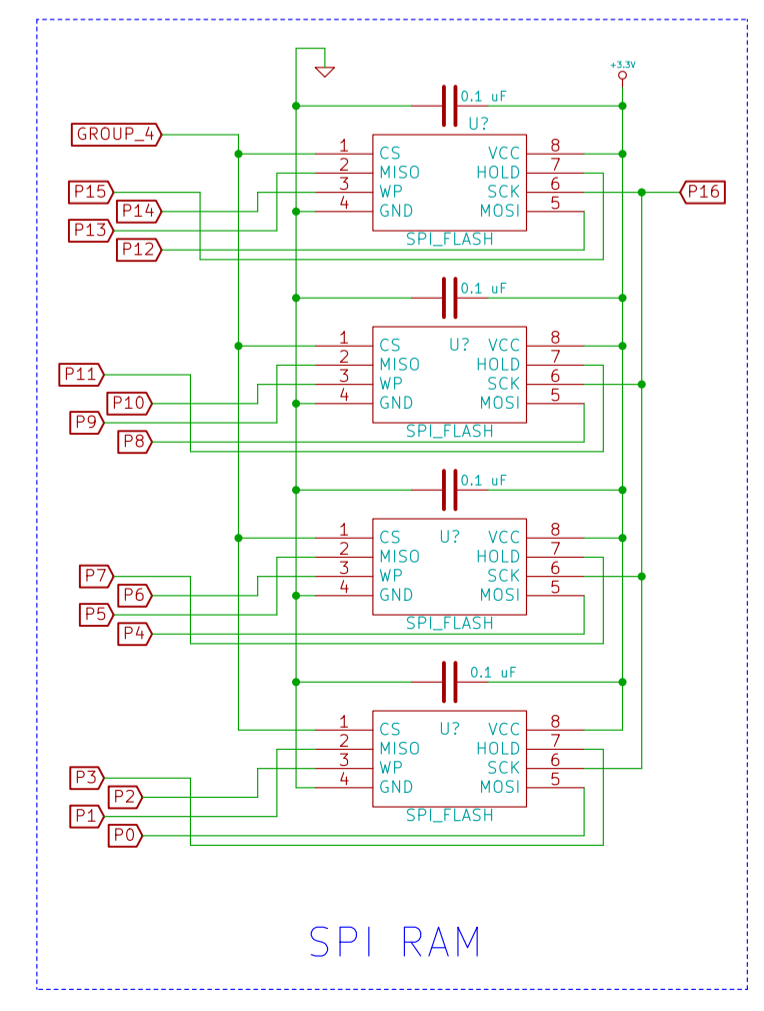 +3.3V
0.1 uF
GROUP_4
U?
1 CS VCC 8
2 MISO HOLD 7
P15 3 WP SCK 6 P16
P14 4 GND MOSI 5
P13
SPI_FLASH
P12
0.1 uF
1 CS U? VCC 8
2 MISO HOLD 7
P11
3 WP SCK 6
P10 4 GND MOSI 5
P9
SPI_FLASH
P8
0.1 uF
1 CS U? VCC 8
2 MISO HOLD 7
P7 3 WP SCK 6
P6 4 GND MOSI 5
P5
SPI_FLASH
P4
0.1 uF
1 CS U? VCC 8
2 MISO HOLD 7
3 WP SCK 6
P3
4 GND MOSI 5
P2
P1 SPI_FLASH
P0
SPI RAM